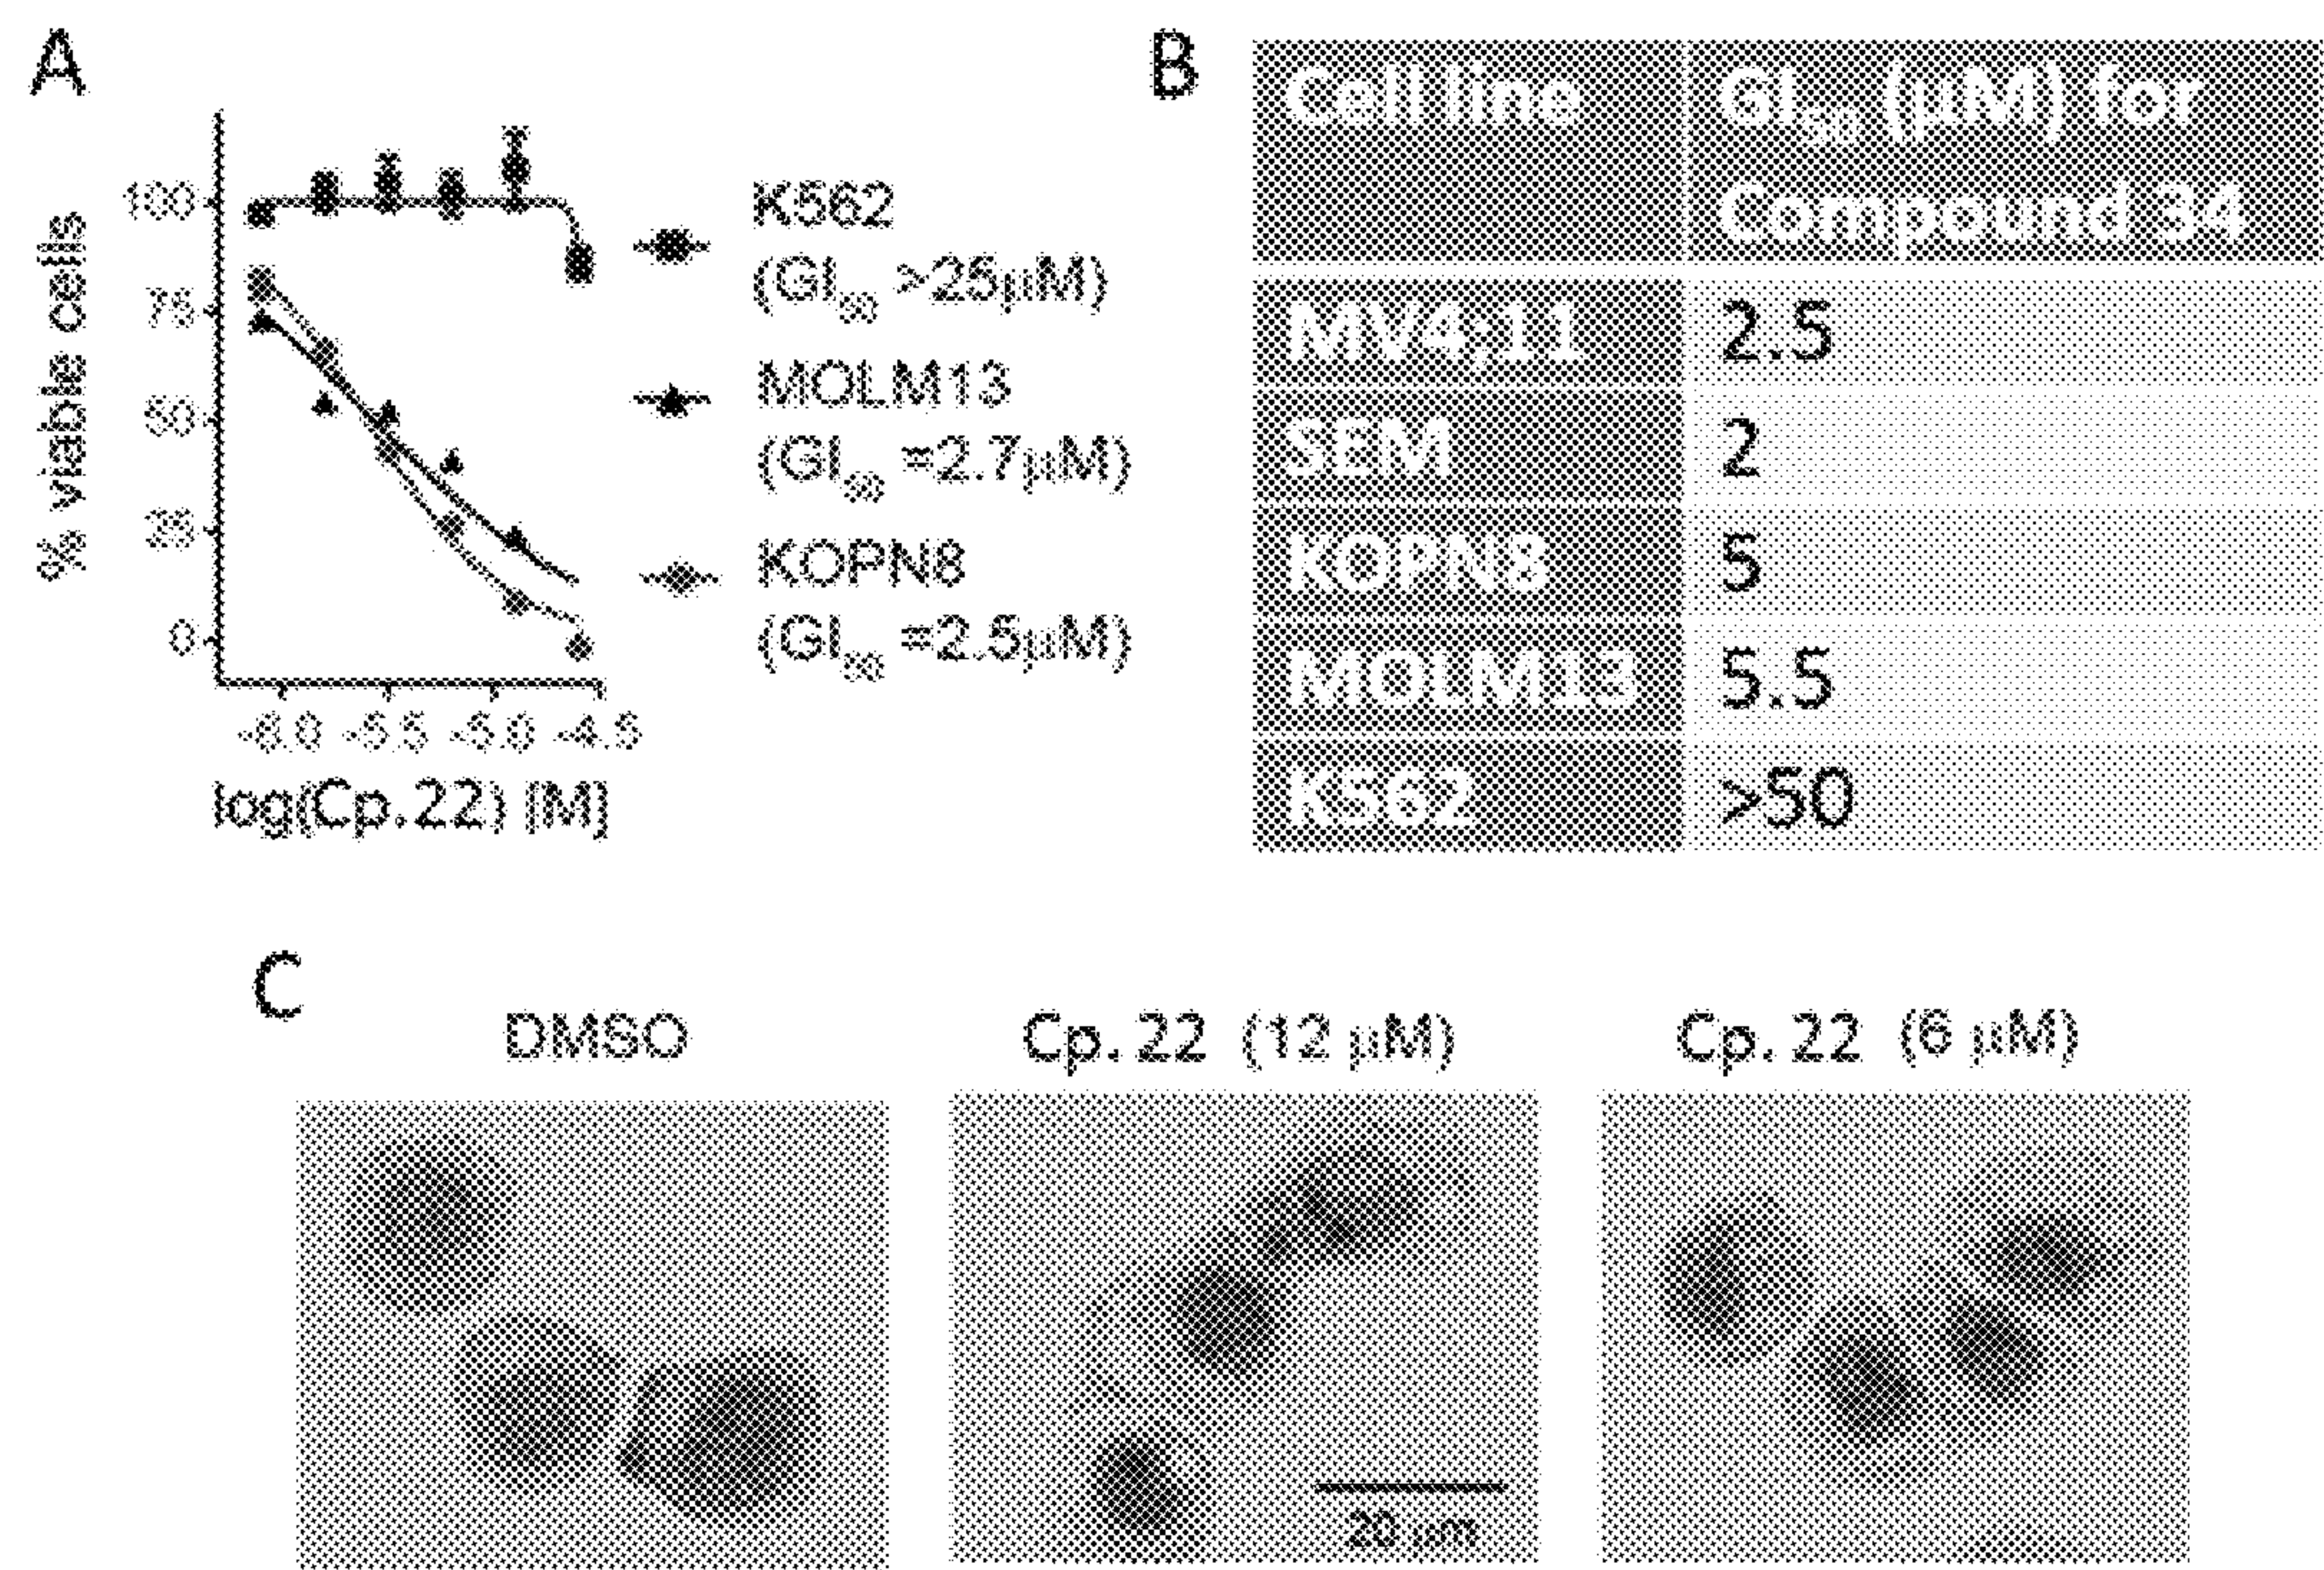 A
% viable cells
100
75
50
25
0
-6.0 -5.5 -5.0 -4.5
log(Cp.22) [M]
K562
(GI50 >25μM)
MOLM13
(GI50 =2.7μM)
KOPN8
(GI50 =2.5μM)
B
Cell line
GI50 (μM) for
Compound 34
MV4;11 2.5
SEM 2
KOPN8 5
MOLM13 5.5
K562 >50
C
DMSO
Cp. 22 (12 μM)
Cp. 22 (6 μM)
20 μm